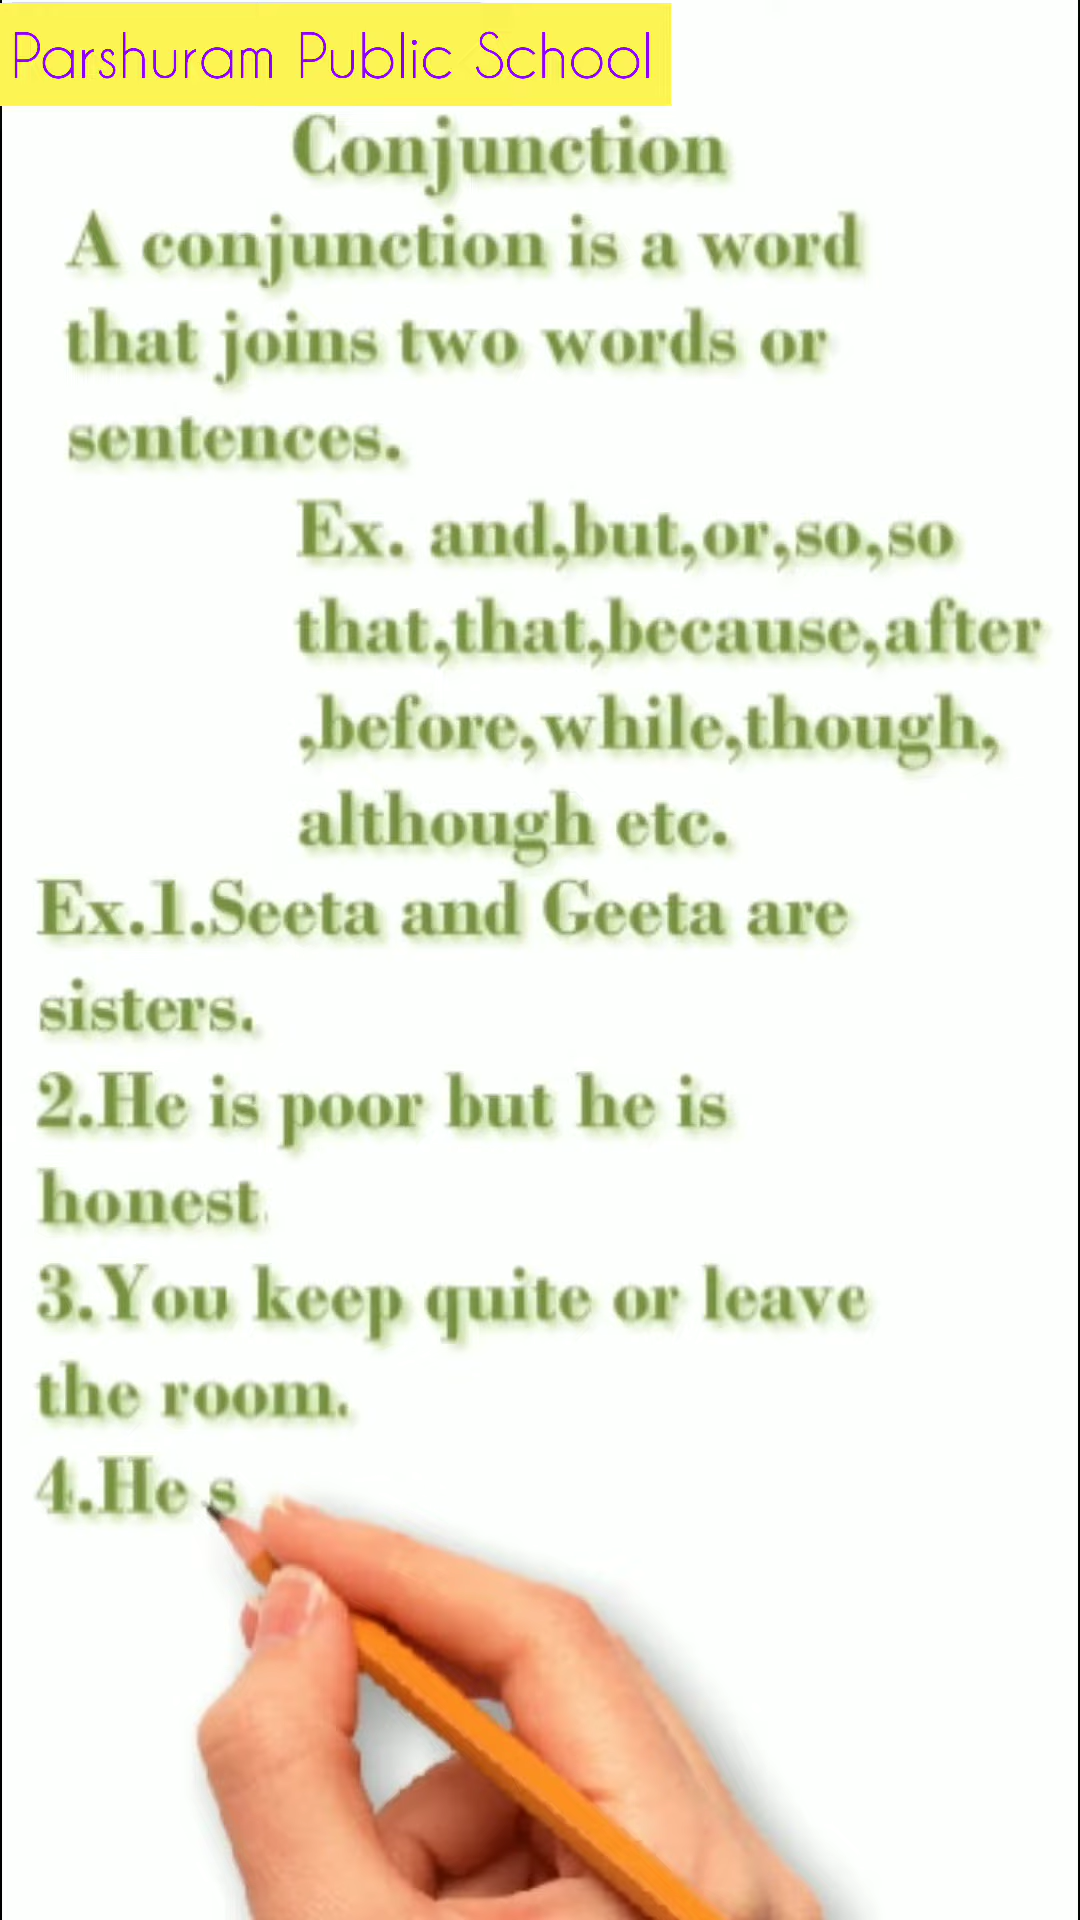 Parshuram Public School
Conjunction
A conjunction is a word
that joins two words or
sentences.
Ex. and,but,or,so,so
that,that,because,after
,before,while,though,
although etc.
Ex.1.Seeta and Geeta are
sisters.
2.He is poor but he is
honest.
3.You keep quite or leave
the room.
4.He s